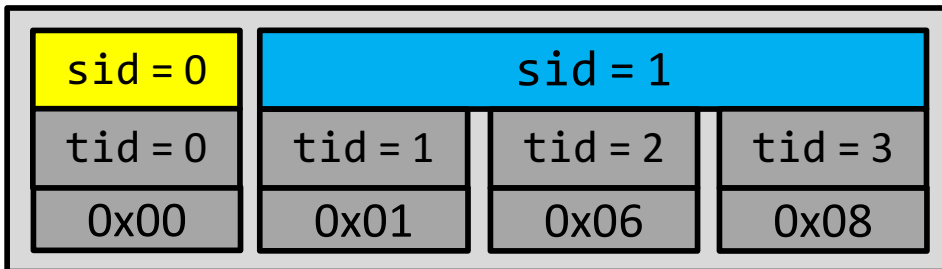 sid = 0 sid = 1
tid = 0 tid = 1 tid = 2 tid = 3
0x00 0x01 0x06 0x08